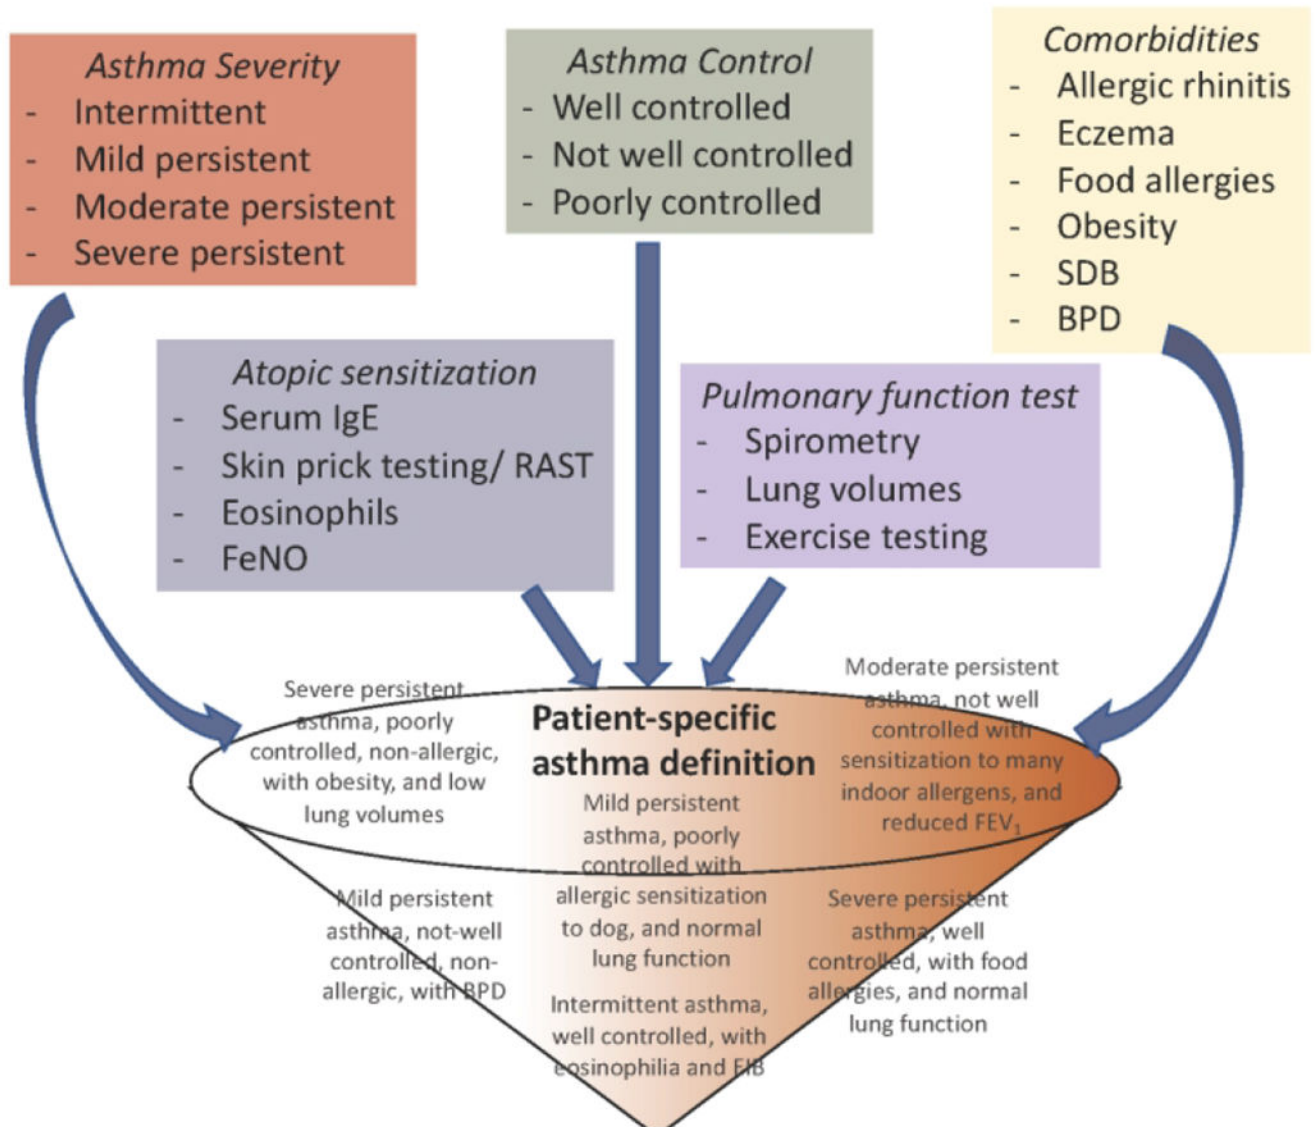 Asthma Severity
- Intermittent
- Mild persistent
- Moderate persistent
- Severe persistent
Asthma Control
- Well controlled
- Not well controlled
- Poorly controlled
Comorbidities
- Allergic rhinitis
- Eczema
- Food allergies
- Obesity
- SDB
- BPD
Atopic sensitization
- Serum IgE
- Skin prick testing/ RAST
- Eosinophils
- FeNO
Pulmonary function test
- Spirometry
- Lung volumes
- Exercise testing
Patient-specific
asthma definition
Severe persistent
asthma, poorly
controlled, non-allergic,
with obesity, and low
lung volumes
Mild persistent
asthma, poorly
controlled with
allergic sensitization
to dog, and normal
lung function
Moderate persistent
asthma, not well
controlled with
sensitization to many
indoor allergens, and
reduced FEV₁
Mild persistent
asthma, not-well
controlled, non-
allergic, with BPD
Intermittent asthma,
well controlled, with
eosinophilia and EIB
Severe persistent
asthma, well
controlled, with food
allergies, and normal
lung function